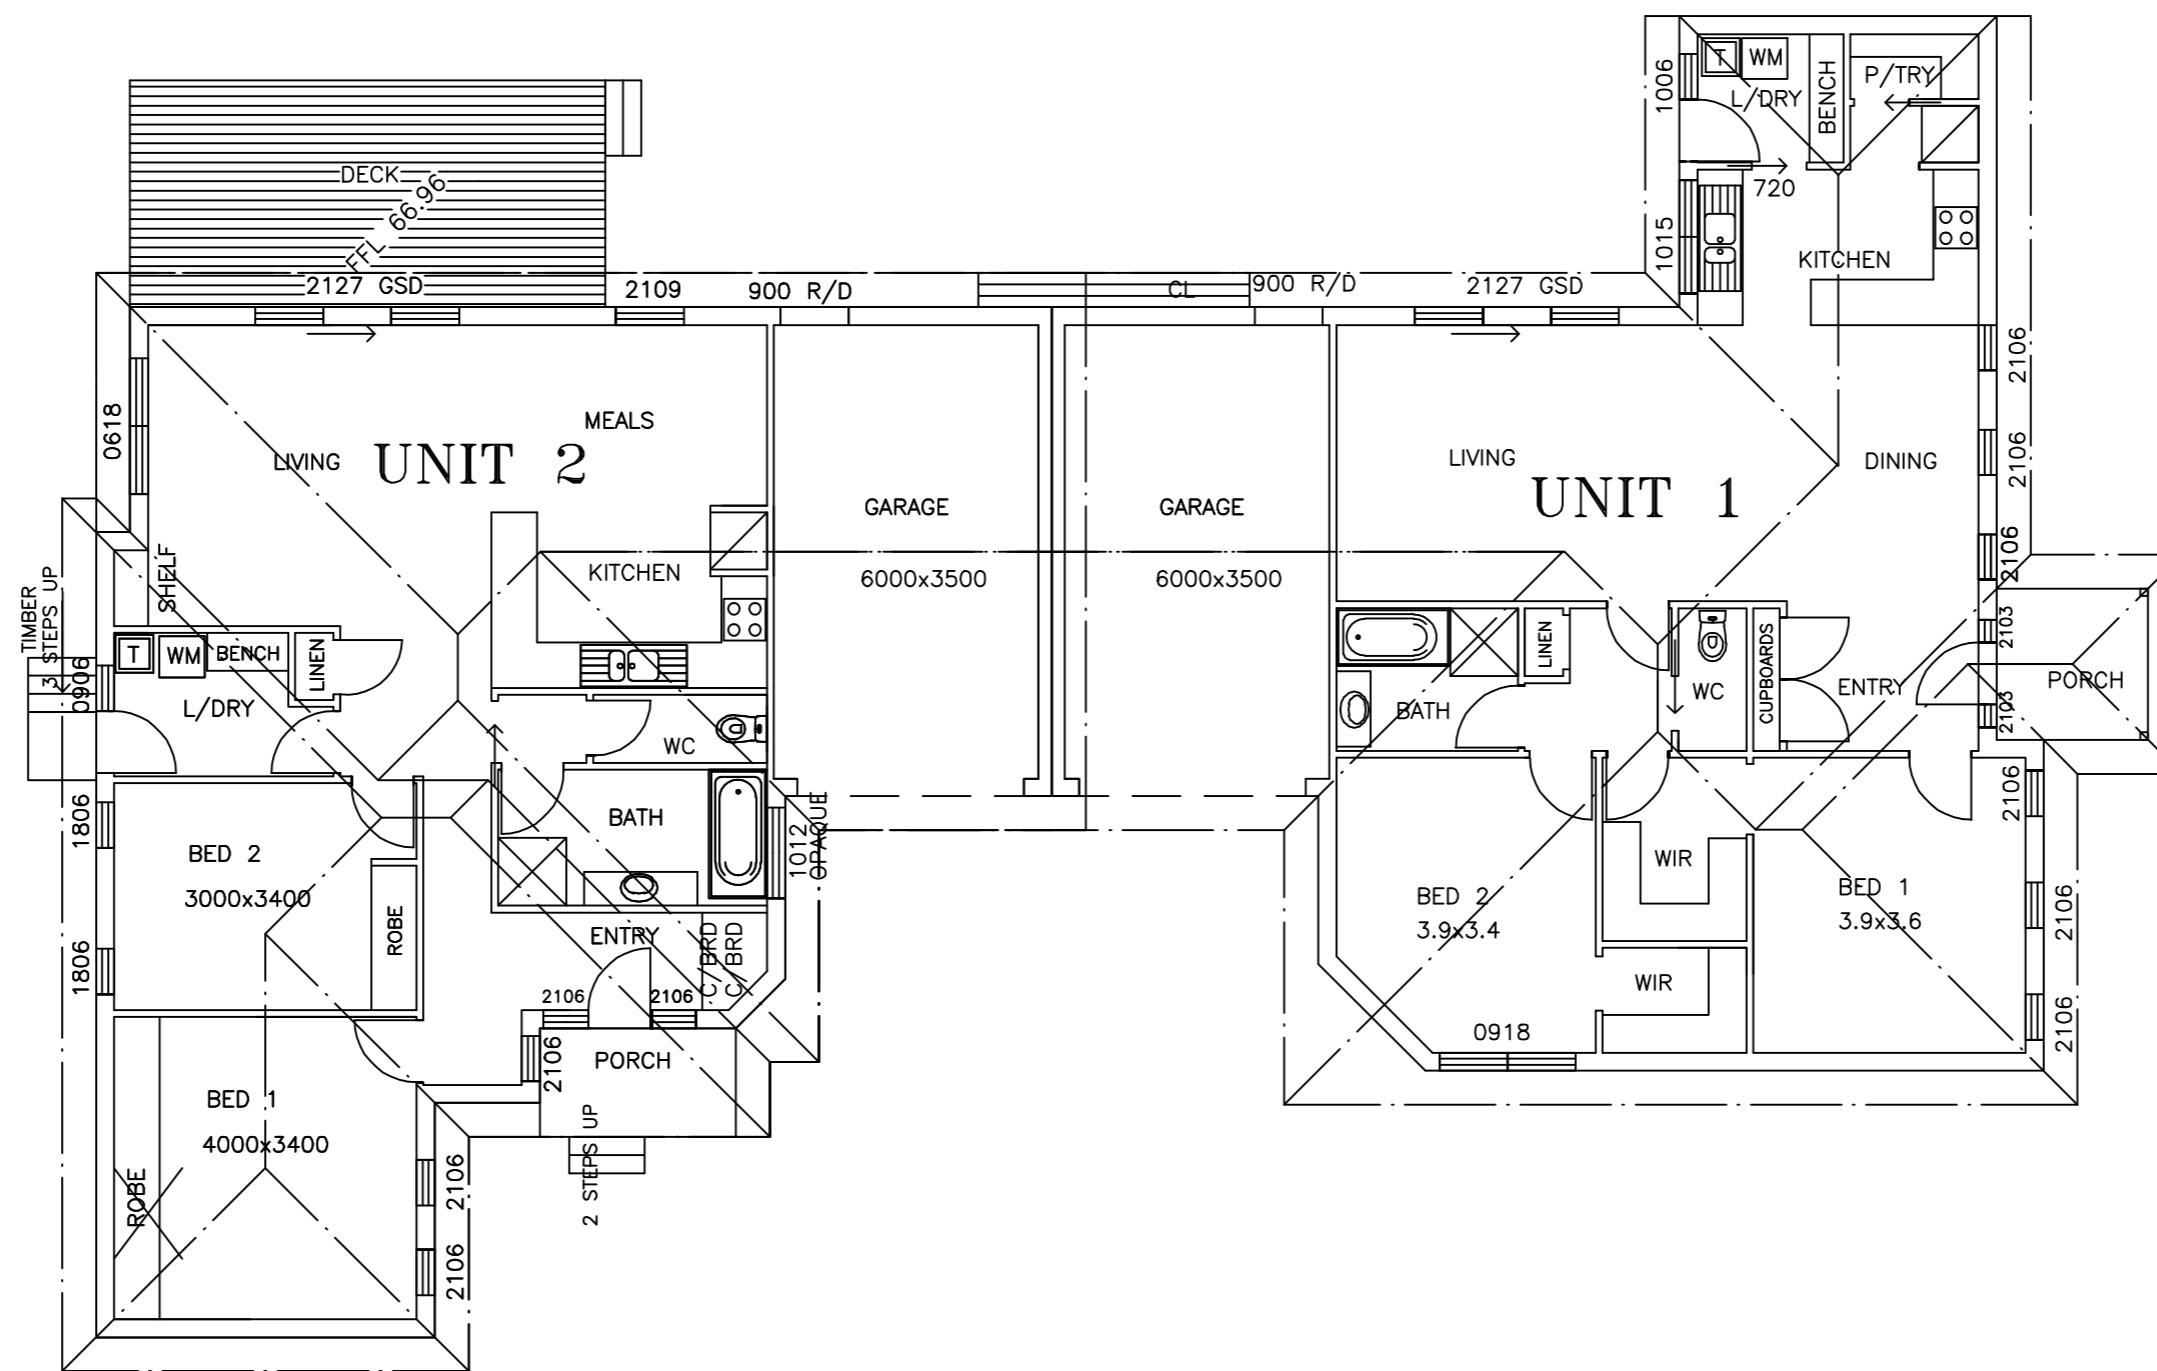 DECK
FFL 66.96
2127 GSD
2109
900 R/D
CL
900 R/D
2127 GSD
T
WM
L/DRY
BENCH
P/TRY
1006
720
1015
KITCHEN
2106
2106
2106
0618
LIVING
MEALS
UNIT 2
GARAGE
6000x3500
GARAGE
6000x3500
LIVING
UNIT 1
DINING
SHELF
KITCHEN
TIMBER
3 STEPS UP
0906
T
WM
BENCH
LINEN
L/DRY
WC
BATH
1012
OPAQUE
LINEN
BATH
WC
CUPBOARDS
ENTRY
2103
2103
PORCH
1806
BED 2
3000x3400
1806
ROBE
ENTRY
C/BRD
C/BRD
2106
2106
2106
PORCH
2 STEPS UP
BED 1
4000x3400
ROBE
2106
2106
BED 2
3.9x3.4
WIR
WIR
0918
BED 1
3.9x3.6
2106
2106
2106